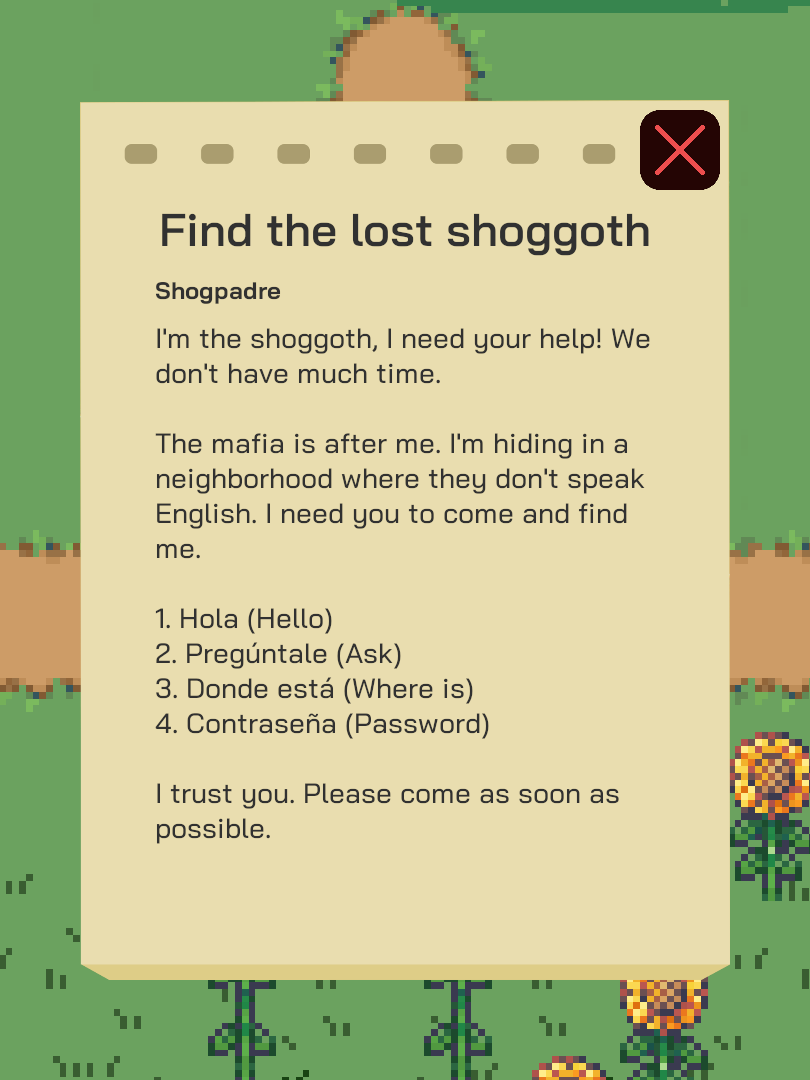 Find the lost shoggoth
Shogpadre
I'm the shoggoth, I need your help! We
don't have much time.
The mafia is after me. I'm hiding in a
neighborhood where they don't speak
English. I need you to come and find
me.
1. Hola (Hello)
2. Pregúntale (Ask)
3. Donde está (Where is)
4. Contraseña (Password)
I trust you. Please come as soon as
possible.